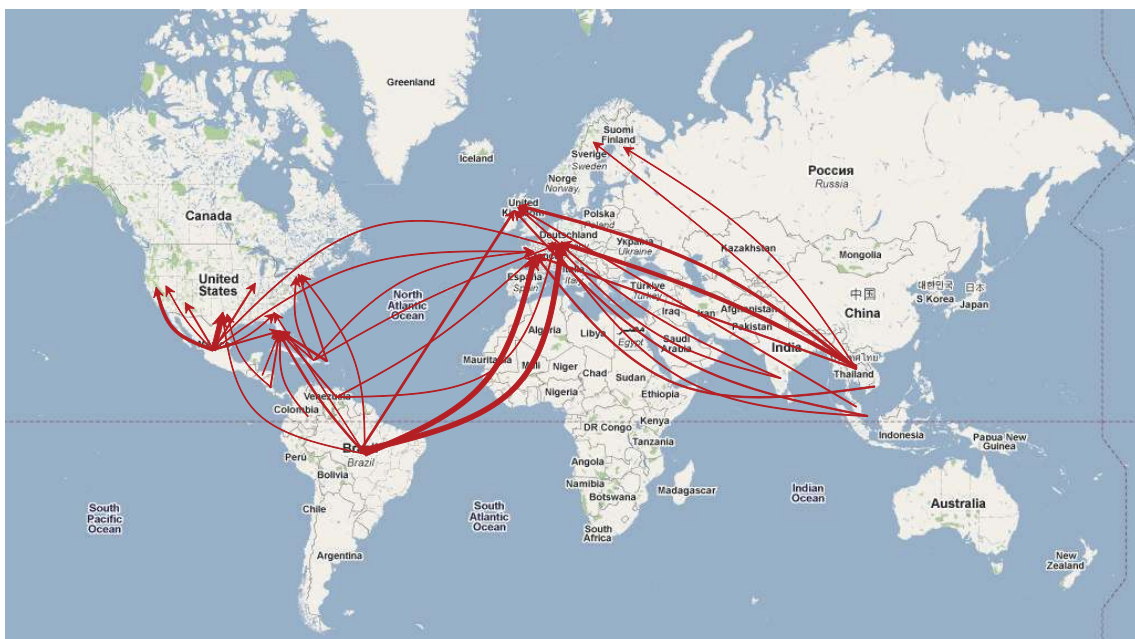 Greenland
Iceland
Suomi
Finland
Sverige
Sweden
Norge
Norway
Россия
Russia
Canada
United
Polska
Deutschland
Україна
Ukraine
Kazakhstan
Mongolia
United
States
España
Spain
Italia
Italy
Türkiye
Turkey
North
Atlantic
Ocean
中国
China
대한민국
S Korea
日本
Japan
Iraq
Iran
Afghanistan
Pakistan
Algeria
Libya
مصر
Egypt
Saudi
Arabia
India
Mauritania
Mali
Niger
Chad
Sudan
Thailand
Nigeria
Ethiopia
Venezuela
Colombia
DR Congo
Kenya
Tanzania
Indonesia
Papua New
Guinea
Perú
Brazil
Bolivia
Angola
Namibia
Botswana
Madagascar
Indian
Ocean
South
Pacific
Ocean
Chile
South
Atlantic
Ocean
South
Africa
Australia
Argentina
New
Zealand